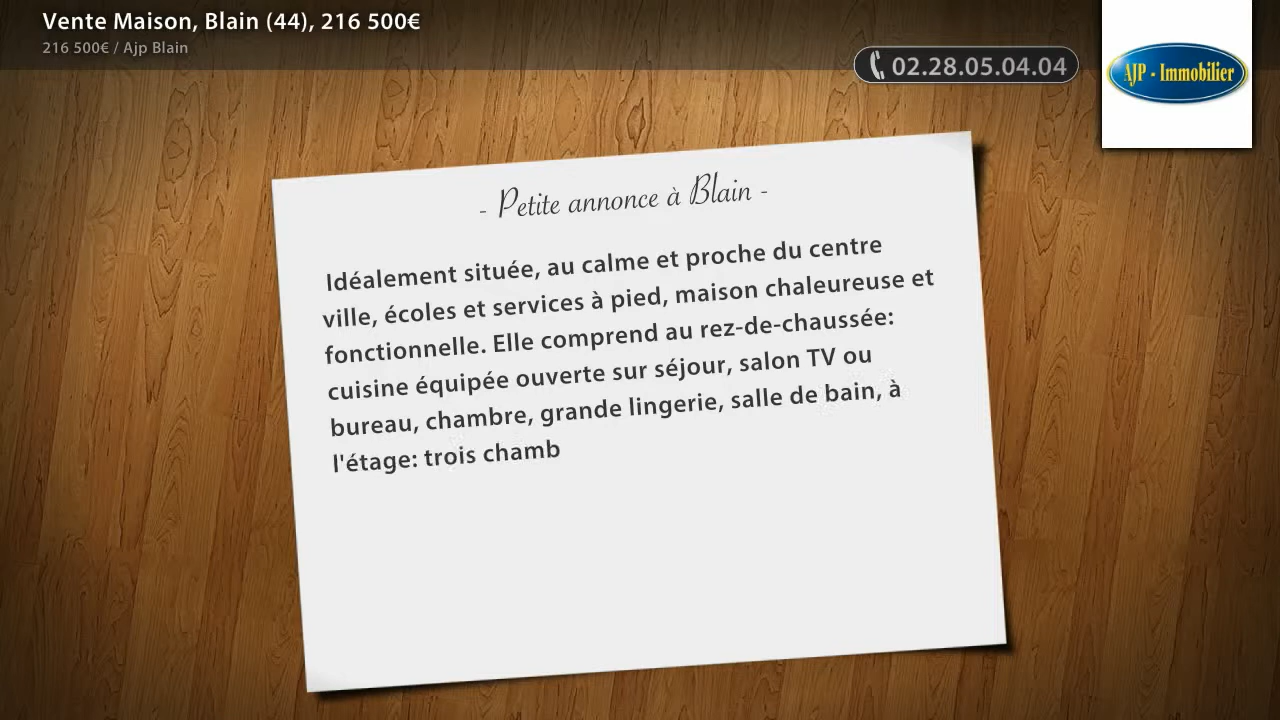 Vente Maison, Blain (44), 216 500€
216 500€ / Ajp Blain
02.28.05.04.04
AJP - Immobilier
- Petite annonce à Blain -
Idéalement située, au calme et proche du centre
ville, écoles et services à pied, maison chaleureuse et
fonctionnelle. Elle comprend au rez-de-chaussée:
cuisine équipée ouverte sur séjour, salon TV ou
bureau, chambre, grande lingerie, salle de bain, à
l'étage: trois chamb